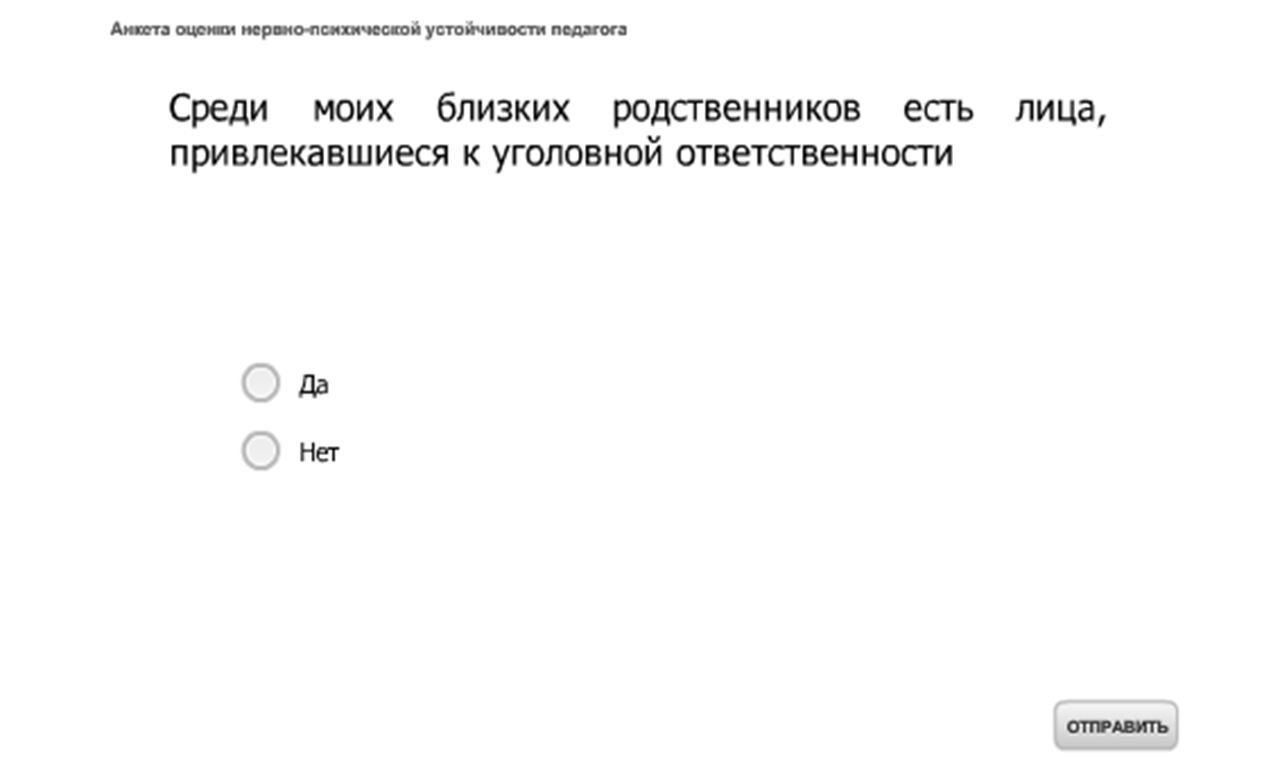 Анкета оценки нервно-психической устойчивости педагога
Среди моих близких родственников есть лица,
привлекавшиеся к уголовной ответственности
Да
Нет
ОТПРАВИТЬ